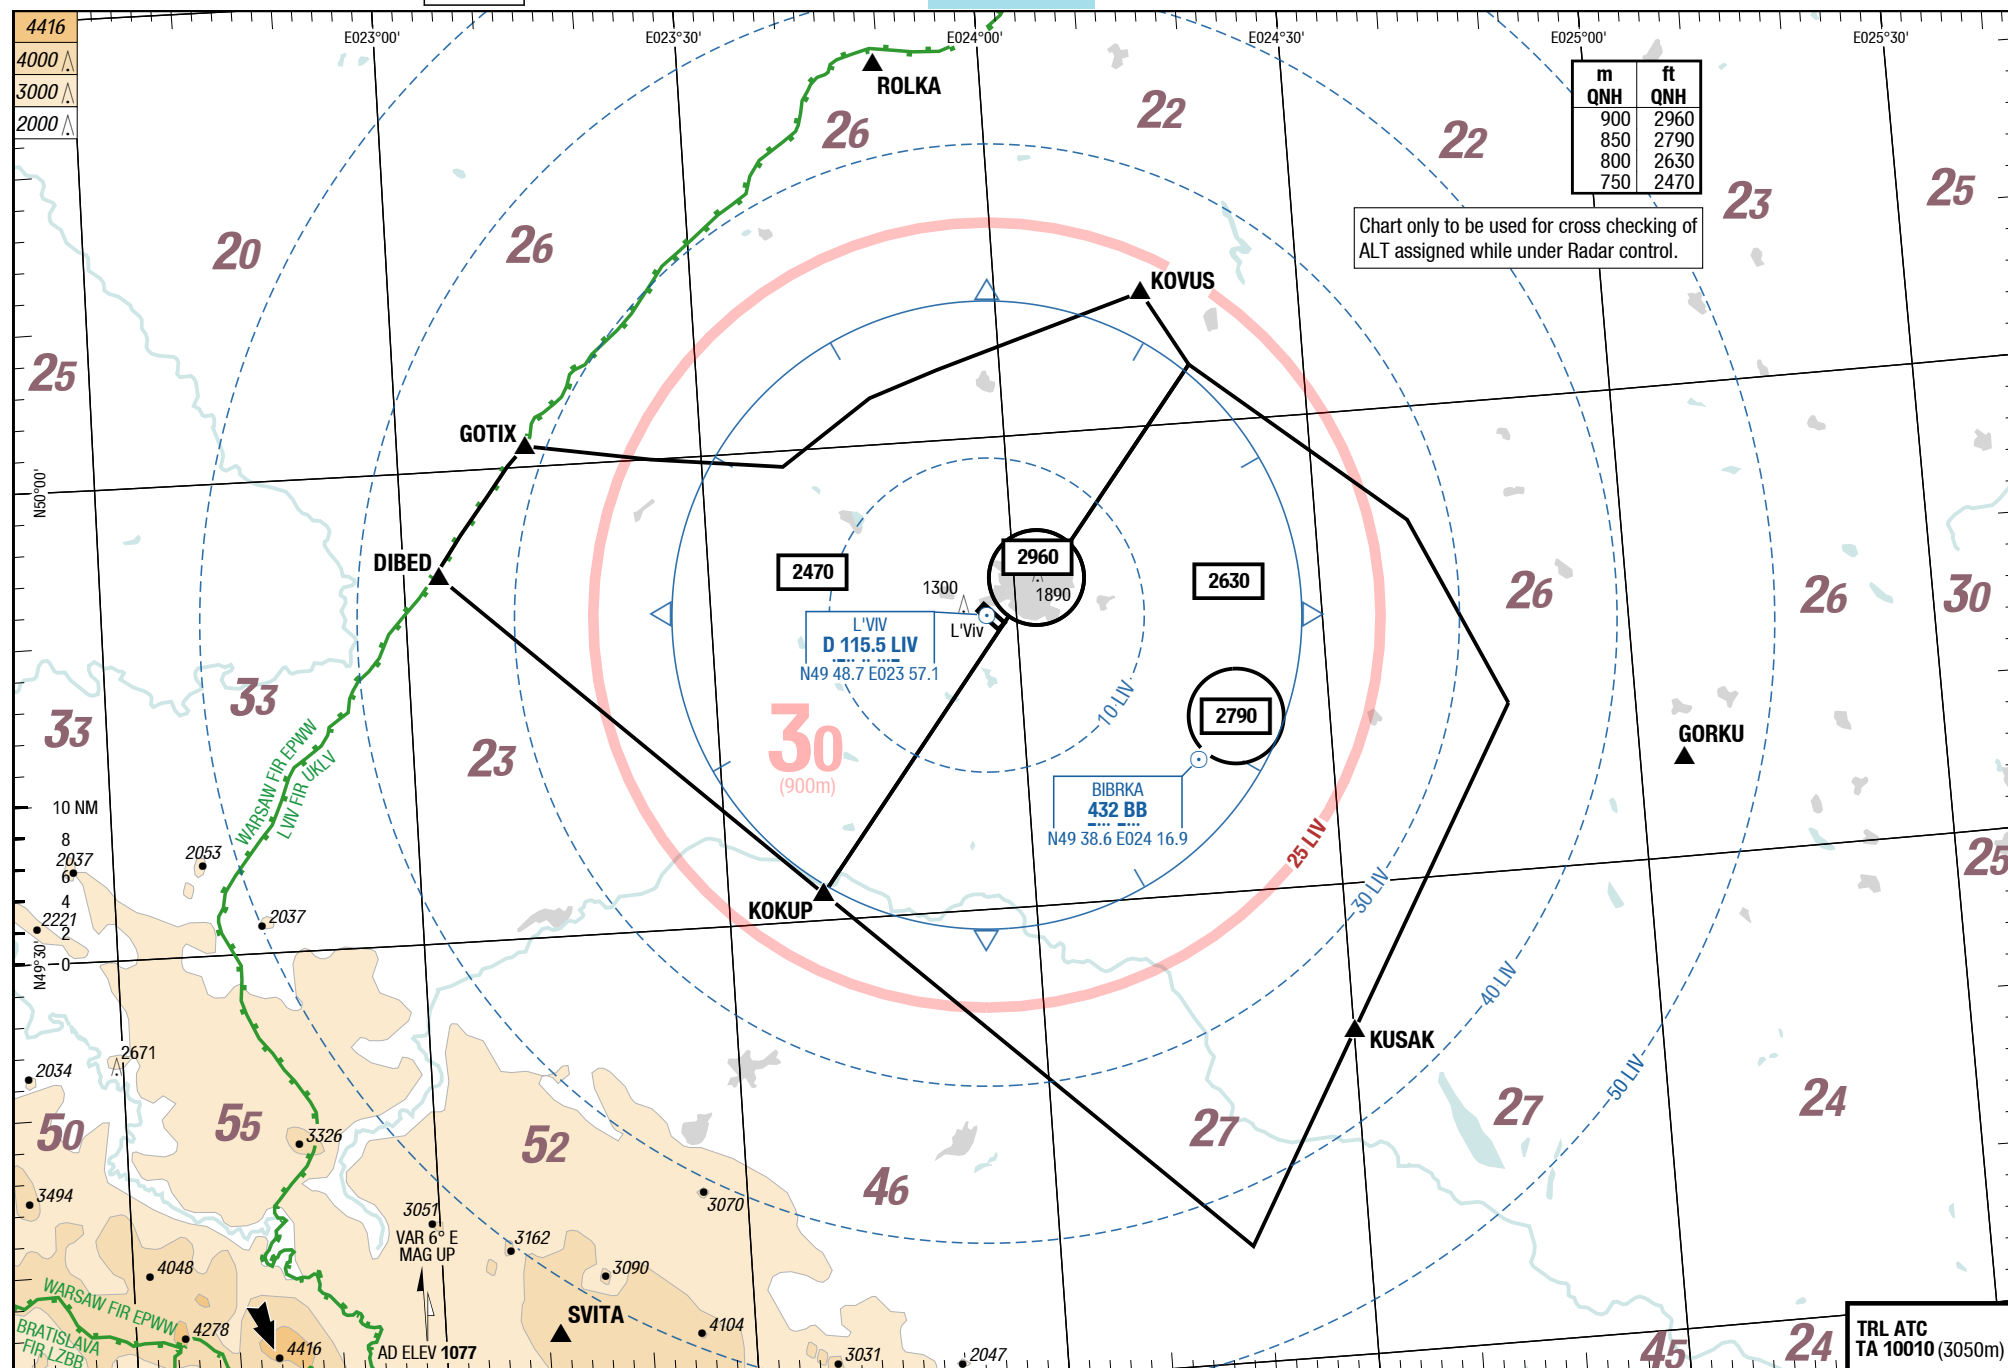 4416
4000
3000
2000
E023°00'
E023°30'
E024°00'
E024°30'
E025°00'
E025°30'
ROLKA
m ft
QNH QNH
900 2960
850 2790
800 2630
750 2470
Chart only to be used for cross checking of
ALT assigned while under Radar control.
26
22
22
23
25
20
26
25
KOVUS
GOTIX
N50°00'
DIBED
2470
2960
2630
1300
1890
L'Viv
L'VIV
D 115.5 LIV
N49 48.7 E023 57.1
26
26
30
33
33
23
30
(900m)
10 LIV
2790
BIBRKA
432 BB
N49 38.6 E024 16.9
GORKU
WARSAW FIR EPWW
LVIV FIR UKLV
10 NM
8
6
4
2
0
2037
2053
2221
2037
N49°30'
25 LIV
30 LIV
40 LIV
50 LIV
25
KOKUP
KUSAK
2671
2034
50
55
3326
52
46
27
27
24
3494
3051
VAR 6° E
MAG UP
3162
3070
3090
4048
WARSAW FIR EPWW
BRATISLAVA
FIR LZBB
4278
4416
AD ELEV 1077
SVITA
4104
3031
2047
45
24
TRL ATC
TA 10010 (3050m)